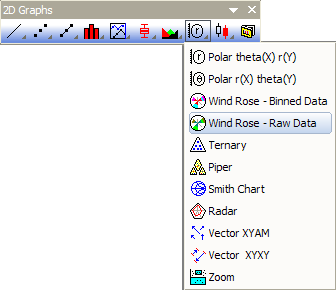 2D Graphs
Polar theta(X) r(Y)
Polar r(X) theta(Y)
Wind Rose - Binned Data
Wind Rose - Raw Data
Ternary
Piper
Smith Chart
Radar
Vector XYAM
Vector XYXY
Zoom